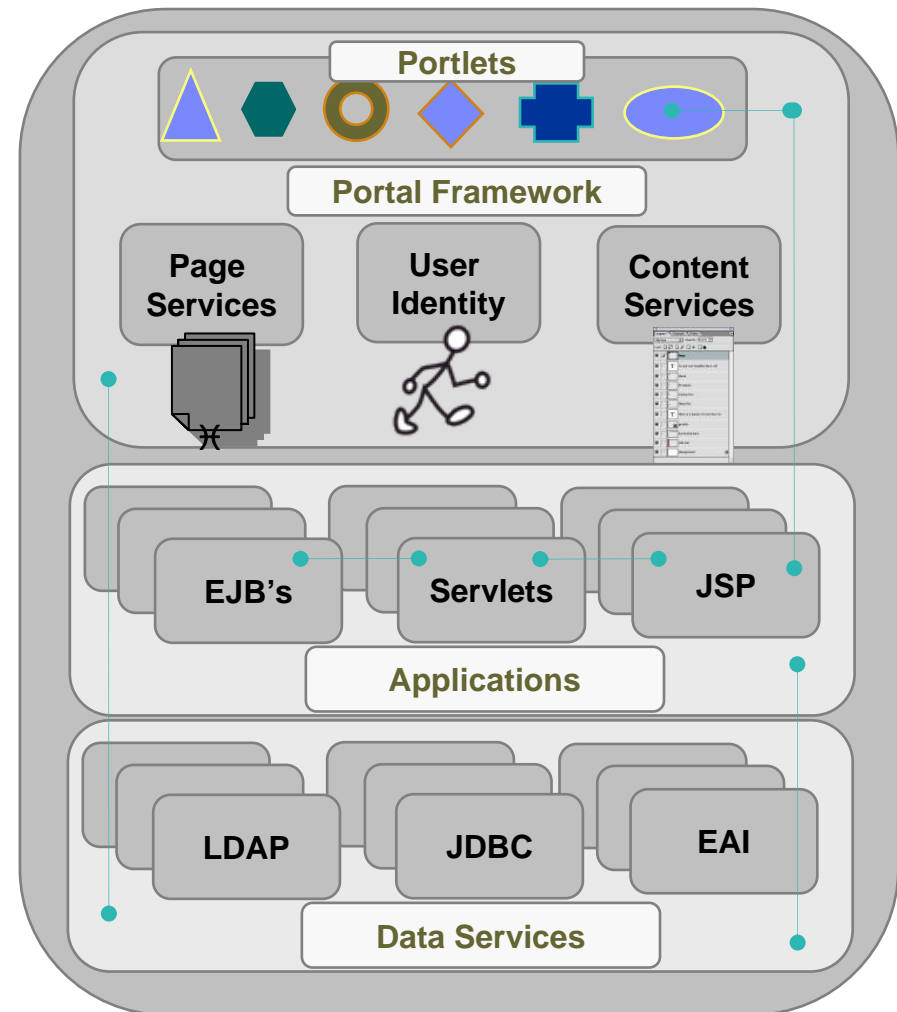 Portlets
Portal Framework
Page
Services
User
Identity
Content
Services
EJB’s
Servlets
JSP
Applications
LDAP
JDBC
EAI
Data Services